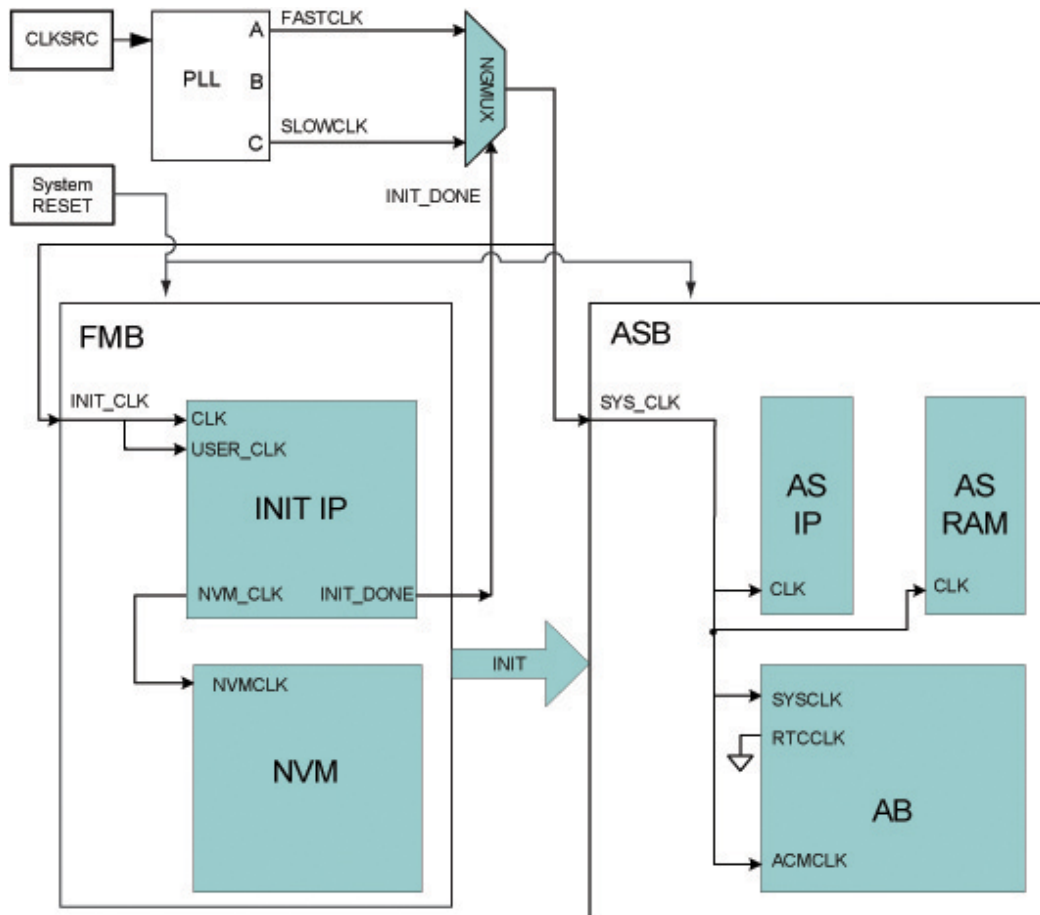 FASTCLK
CLKSRC
A
PLL
B
NGMUX
SLOWCLK
C
System
RESET
INIT_DONE
FMB
ASB
INIT_CLK
CLK
USER_CLK
INIT IP
NVM_CLK
INIT_DONE
SYS_CLK
AS
IP
CLK
AS
RAM
CLK
INIT
NVMCLK
NVM
SYSCLK
RTCCLK
AB
ACMCLK